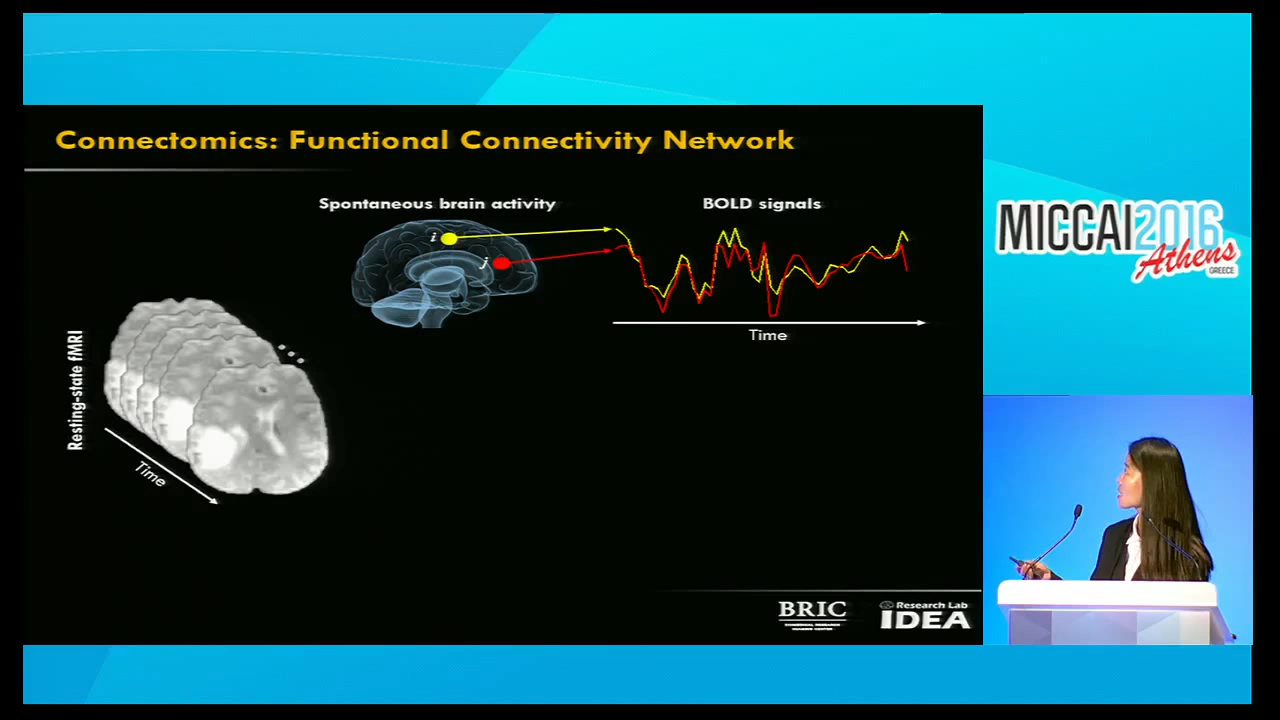 Connectomics: Functional Connectivity Network
Spontaneous brain activity
BOLD signals
i
j
Time
Resting-state fMRI
Time
BRIC
Research Lab
IDEA
MICCAI2016
Athens
GREECE